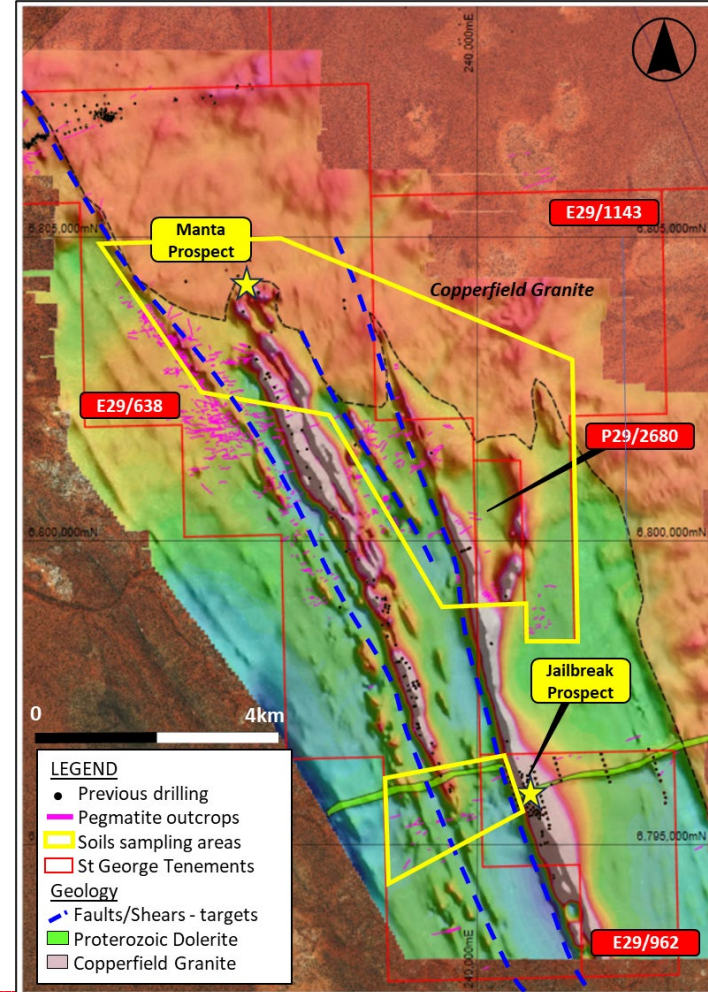 240,000mE
E29/1143
6,805,000mN
6,805,000mN
Manta
Prospect
Copperfield Granite
E29/638
P29/2680
6,800,000mN
6,800,000mN
Jailbreak
Prospect
0
4km
LEGEND
Previous drilling
Pegmatite outcrops
Soils sampling areas
St George Tenements
Geology
Faults/Shears - targets
Proterozoic Dolerite
Copperfield Granite
6,795,000mN
E29/962
240,000mE